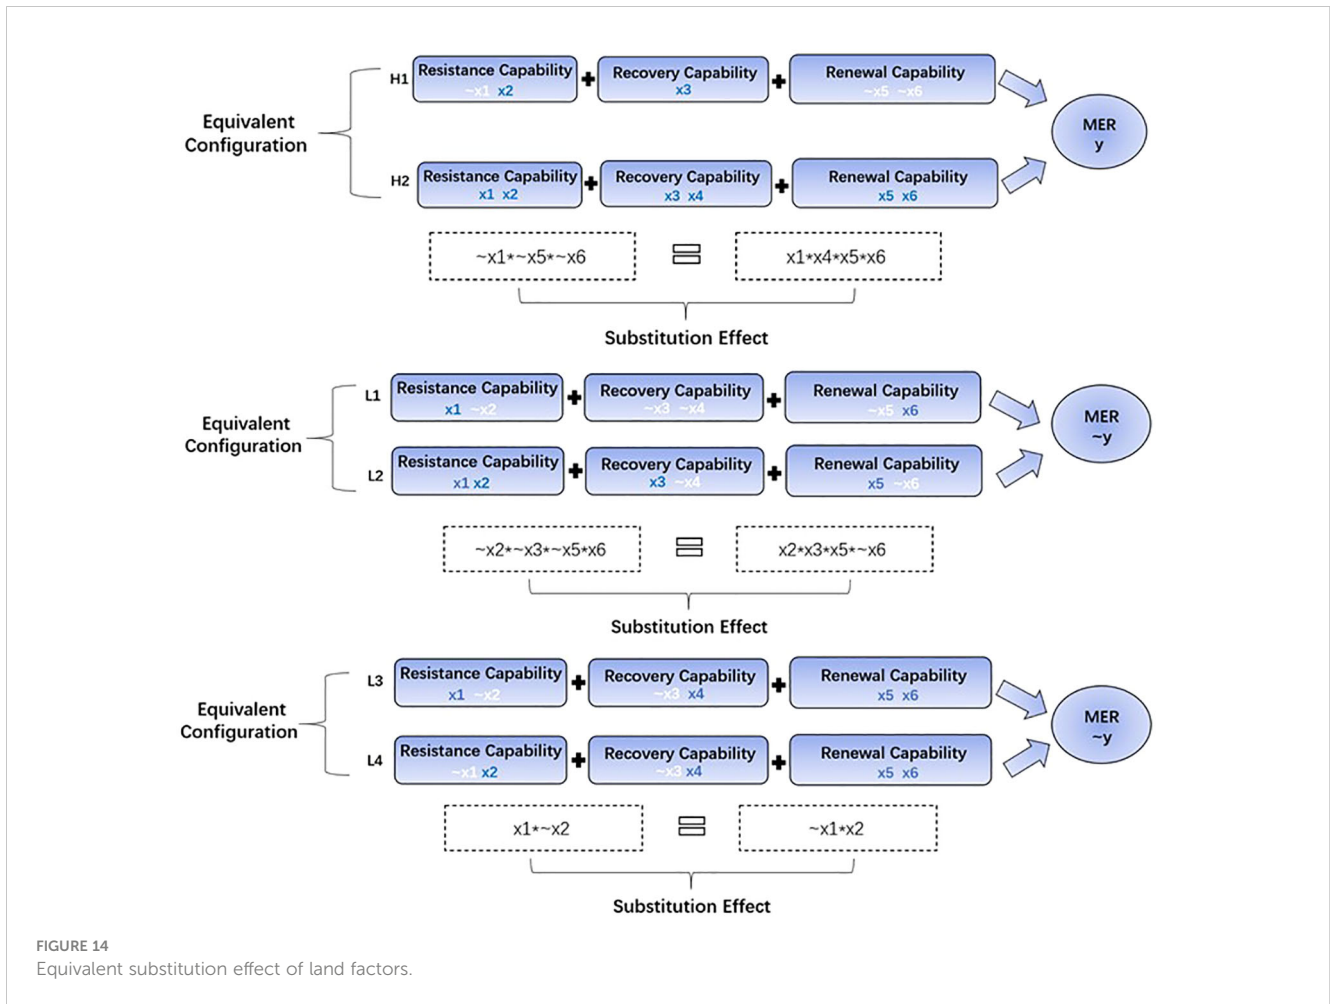 H1
Resistance Capability
~x1 x2
Recovery Capability
x3
Renewal Capability
~x5 ~x6
MER
y
Equivalent
Configuration
H2
Resistance Capability
x1 x2
Recovery Capability
x3 x4
Renewal Capability
x5 x6
~x1*~x5*~x6
x1*x4*x5*x6
Substitution Effect
L1
Resistance Capability
x1 ~x2
Recovery Capability
~x3 ~x4
Renewal Capability
~x5 x6
MER
~y
Equivalent
Configuration
L2
Resistance Capability
x1 x2
Recovery Capability
x3 ~x4
Renewal Capability
x5 ~x6
~x2*~x3*~x5*x6
x2*x3*x5*~x6
Substitution Effect
L3
Resistance Capability
x1 ~x2
Recovery Capability
~x3 x4
Renewal Capability
x5 x6
MER
~y
Equivalent
Configuration
L4
Resistance Capability
~x1 x2
Recovery Capability
~x3 x4
Renewal Capability
x5 x6
x1*~x2
~x1*x2
Substitution Effect
FIGURE 14
Equivalent substitution effect of land factors.